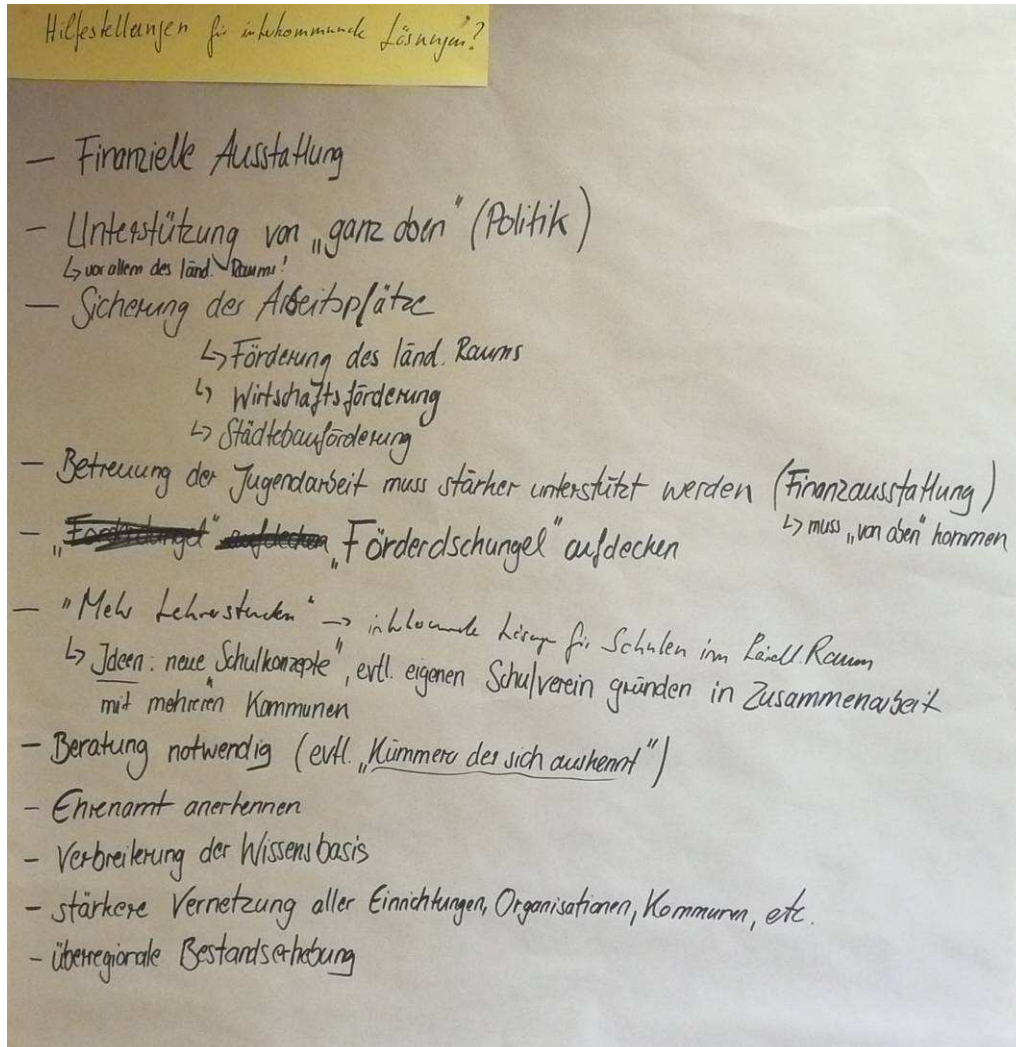 Hilfestellungen für interkommunale Lösungen?
– Finanzielle Ausstattung
– Unterstützung von „ganz oben" (Politik)
↳ vor allem des länd. Raums!
– Sicherung der Arbeitsplätze
↳ Förderung des länd. Raums
↳ Wirtschaftsförderung
↳ Städtebauförderung
– Betreuung der Jugendarbeit muss stärker unterstützt werden (Finanzausstattung)
↳ muss „von oben" kommen
– „Förderdschungel" aufdecken
– "Mehr Lehrerstunden" → interkommunale Lösung für Schulen im Ländl. Raum
↳ Ideen: „neue Schulkonzepte", evtl. eigenen Schulverein gründen in Zusammenarbeit
mit mehreren Kommunen
– Beratung notwendig (evtl. „Kümmerer der sich auskennt")
– Ehrenamt anerkennen
– Verbreiterung der Wissensbasis
– stärkere Vernetzung aller Einrichtungen, Organisationen, Kommunen, etc.
– überregionale Bestandserhebung